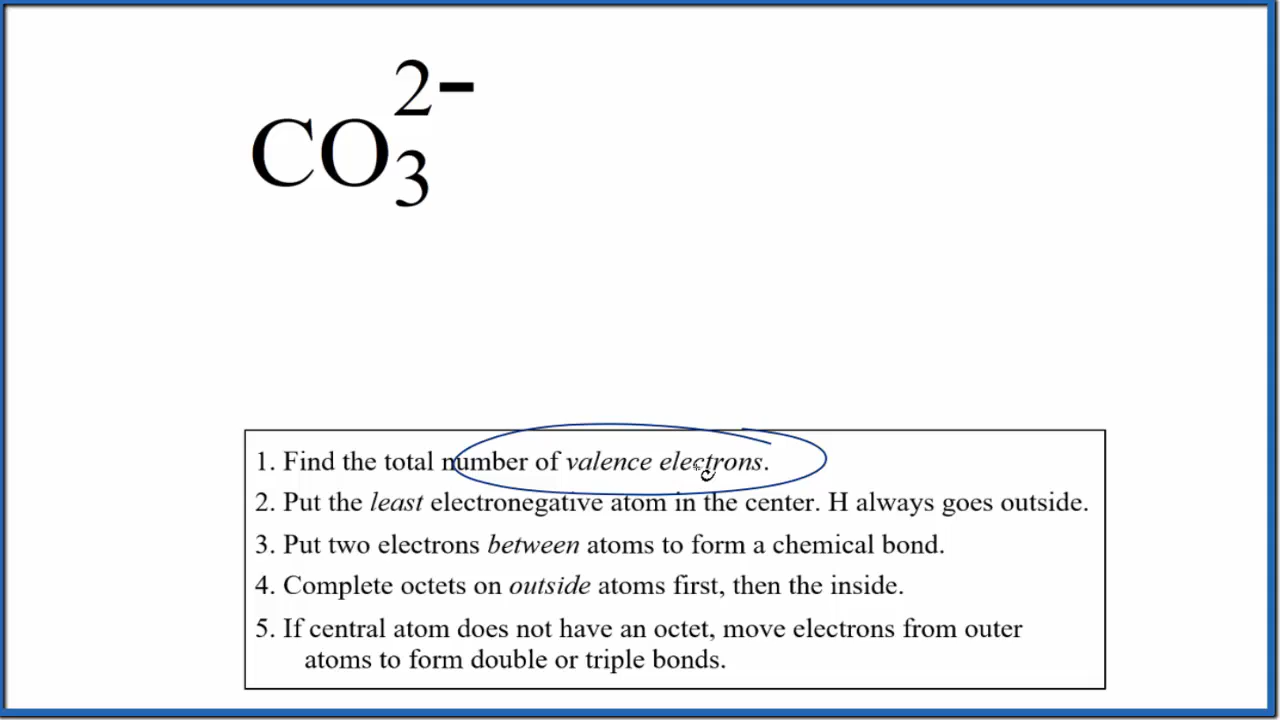 CO₃²⁻
1. Find the total number of valence electrons.
2. Put the least electronegative atom in the center. H always goes outside.
3. Put two electrons between atoms to form a chemical bond.
4. Complete octets on outside atoms first, then the inside.
5. If central atom does not have an octet, move electrons from outer
atoms to form double or triple bonds.